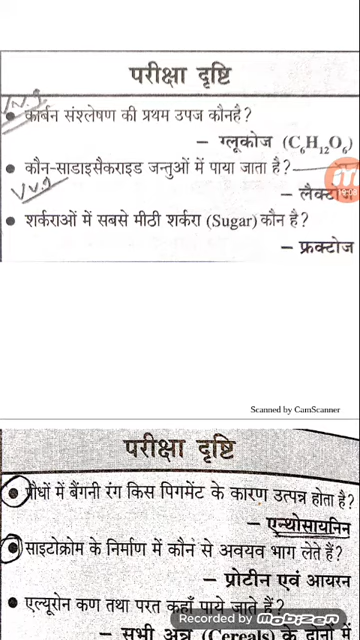 परीक्षा दृष्टि
कार्बन संश्लेषण की प्रथम उपज कौनहै?
– ग्लूकोज (C₆H₁₂O₆)
• कौन-साडाइसैकराइड जन्तुओं में पाया जाता है?
– लैक्टोज
• शर्कराओं में सबसे मीठी शर्करा (Sugar) कौन है?
– फ्रक्टोज
Scanned by CamScanner
परीक्षा दृष्टि
पौधों में बैंगनी रंग किस पिगमेंट के कारण उत्पन्न होता है?
– एन्थोसायनिन
साइटोक्रोम के निर्माण में कौन से अवयव भाग लेते हैं?
– प्रोटीन एवं आयरन
• एल्यूरोन कण तथा परत कहाँ पाये जाते हैं?
– सभी अन्न (Cereals) के दानों में
Recorded by mobizen